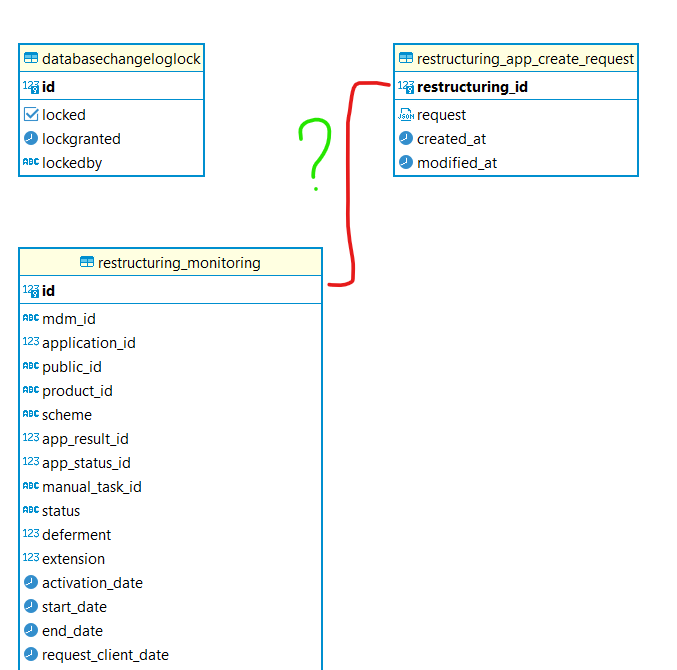 databasechangeloglock
123 id
locked
lockgranted
ABC lockedby
restructuring_app_create_request
123 restructuring_id
JSON request
created_at
modified_at
?
restructuring_monitoring
123 id
ABC mdm_id
123 application_id
ABC public_id
ABC product_id
ABC scheme
123 app_result_id
123 app_status_id
ABC manual_task_id
ABC status
123 deferment
123 extension
activation_date
start_date
end_date
request_client_date